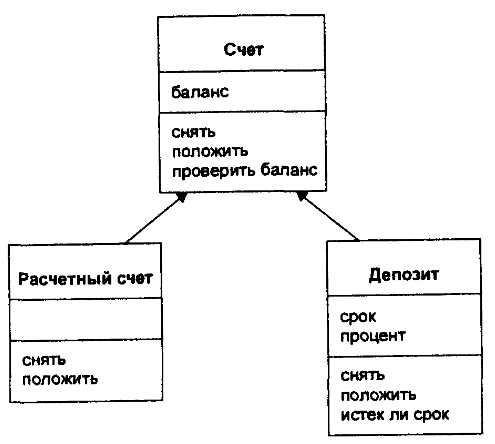 Счет
баланс
снять
положить
проверить баланс
Расчетный счет
снять
положить
Депозит
срок
процент
снять
положить
истек ли срок